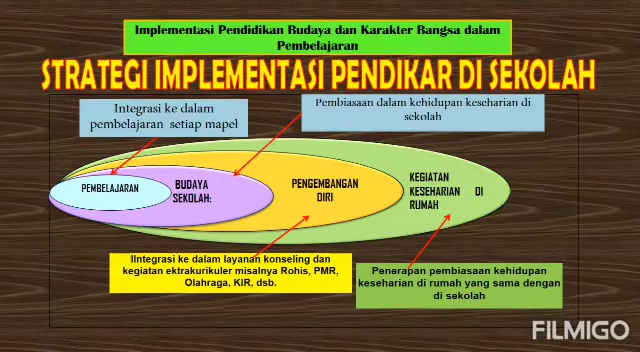 Implementasi Pendidikan Budaya dan Karakter Bangsa dalam
Pembelajaran
STRATEGI IMPLEMENTASI PENDIKAR DI SEKOLAH
Integrasi ke dalam
pembelajaran setiap mapel
Pembiasaan dalam kehidupan keseharian di
sekolah
PEMBELAJARAN
BUDAYA
SEKOLAH:
PENGEMBANGAN
DIRI
KEGIATAN
KESEHARIAN DI
RUMAH
IIntegrasi ke dalam layanan konseling dan
kegiatan ektrakurikuler misalnya Rohis, PMR,
Olahraga, KIR, dsb.
Penerapan pembiasaan kehidupan
keseharian di rumah yang sama dengan
di sekolah
FILMIGO